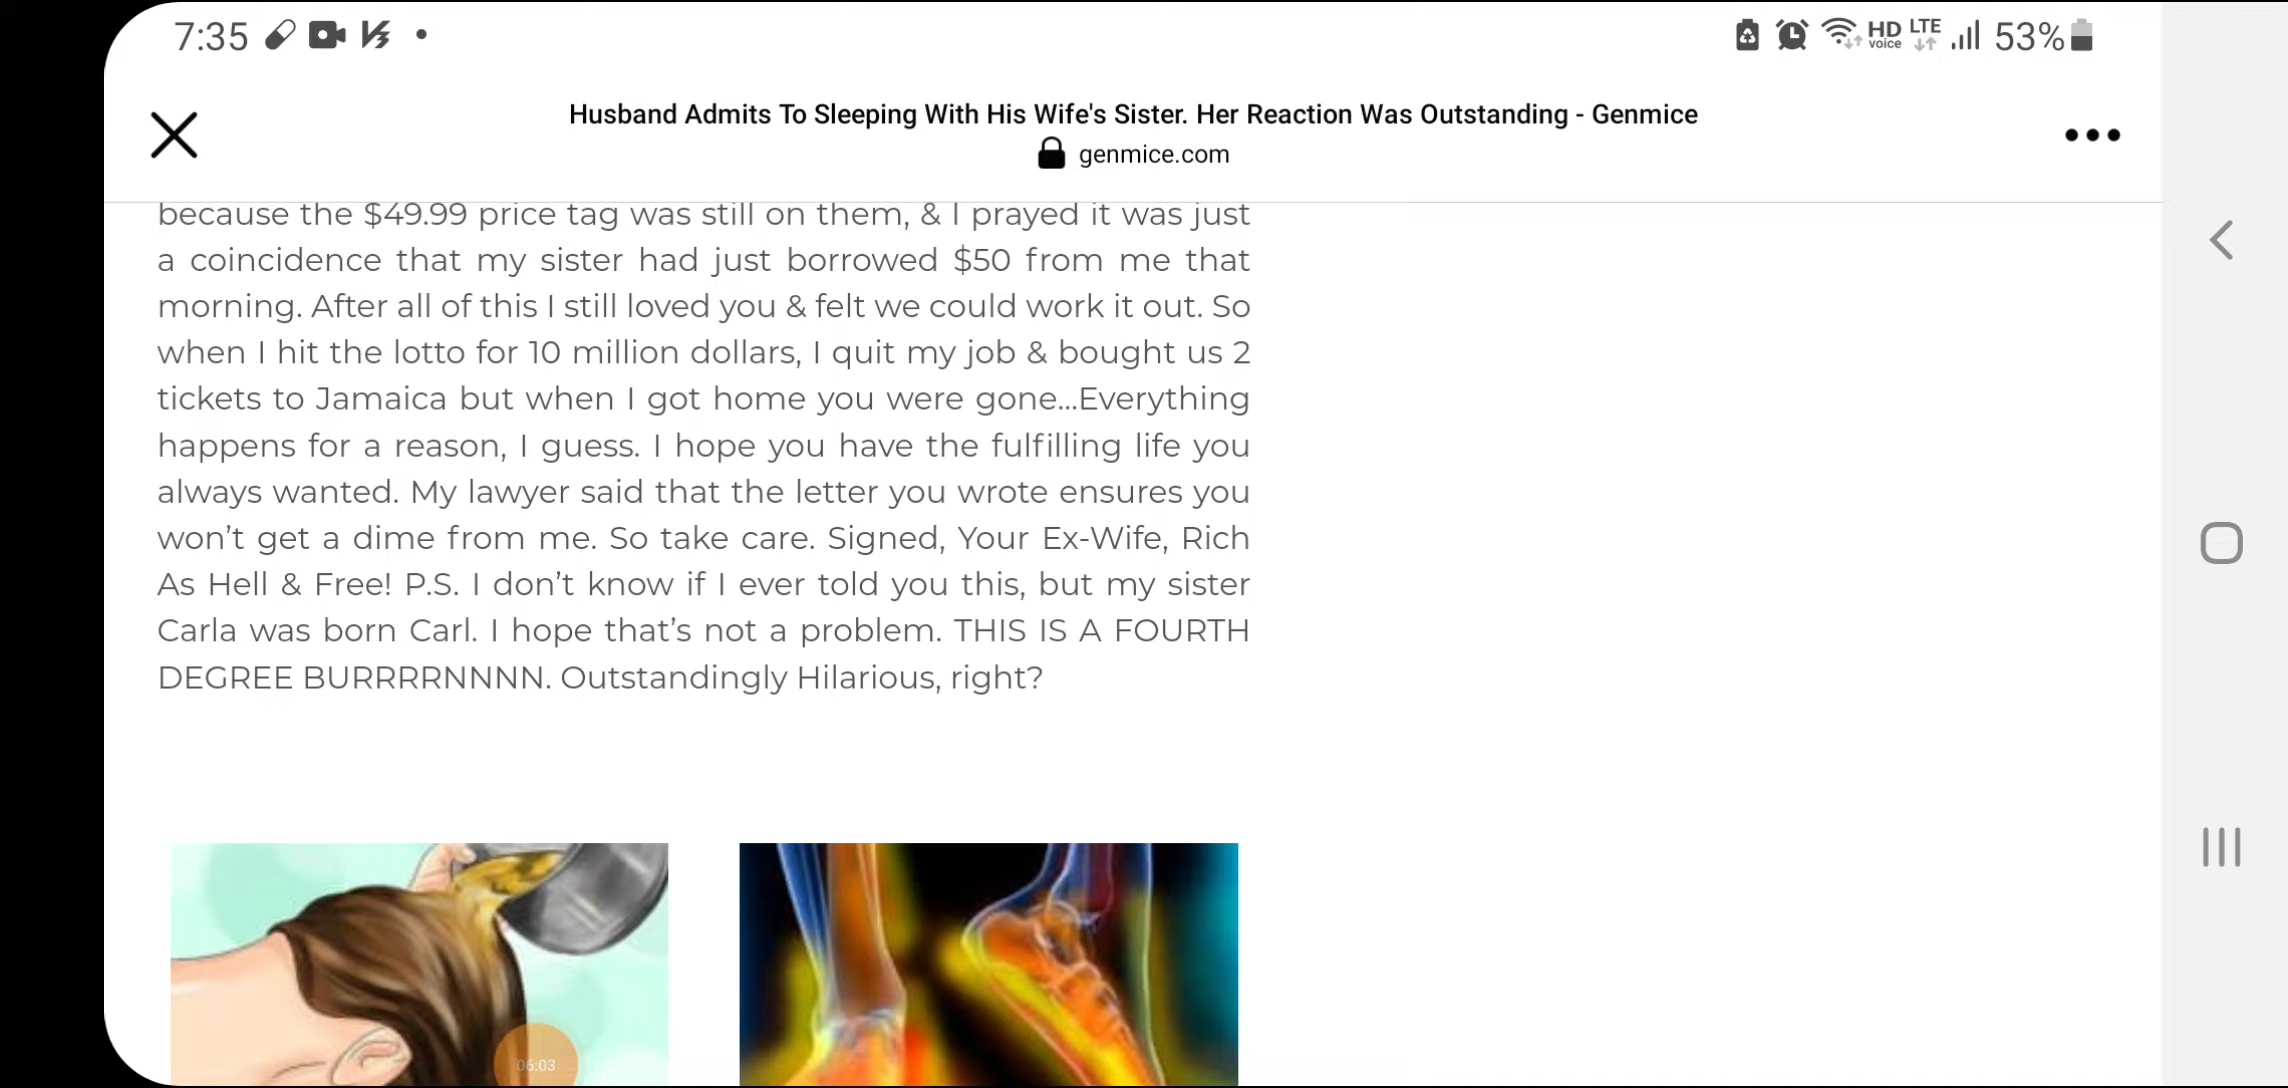 7:35
HD voice LTE 53%
Husband Admits To Sleeping With His Wife's Sister. Her Reaction Was Outstanding - Genmice
genmice.com
because the $49.99 price tag was still on them, & I prayed it was just
a coincidence that my sister had just borrowed $50 from me that
morning. After all of this I still loved you & felt we could work it out. So
when I hit the lotto for 10 million dollars, I quit my job & bought us 2
tickets to Jamaica but when I got home you were gone…Everything
happens for a reason, I guess. I hope you have the fulfilling life you
always wanted. My lawyer said that the letter you wrote ensures you
won’t get a dime from me. So take care. Signed, Your Ex-Wife, Rich
As Hell & Free! P.S. I don’t know if I ever told you this, but my sister
Carla was born Carl. I hope that’s not a problem. THIS IS A FOURTH
DEGREE BURRRRNNNN. Outstandingly Hilarious, right?
06:03